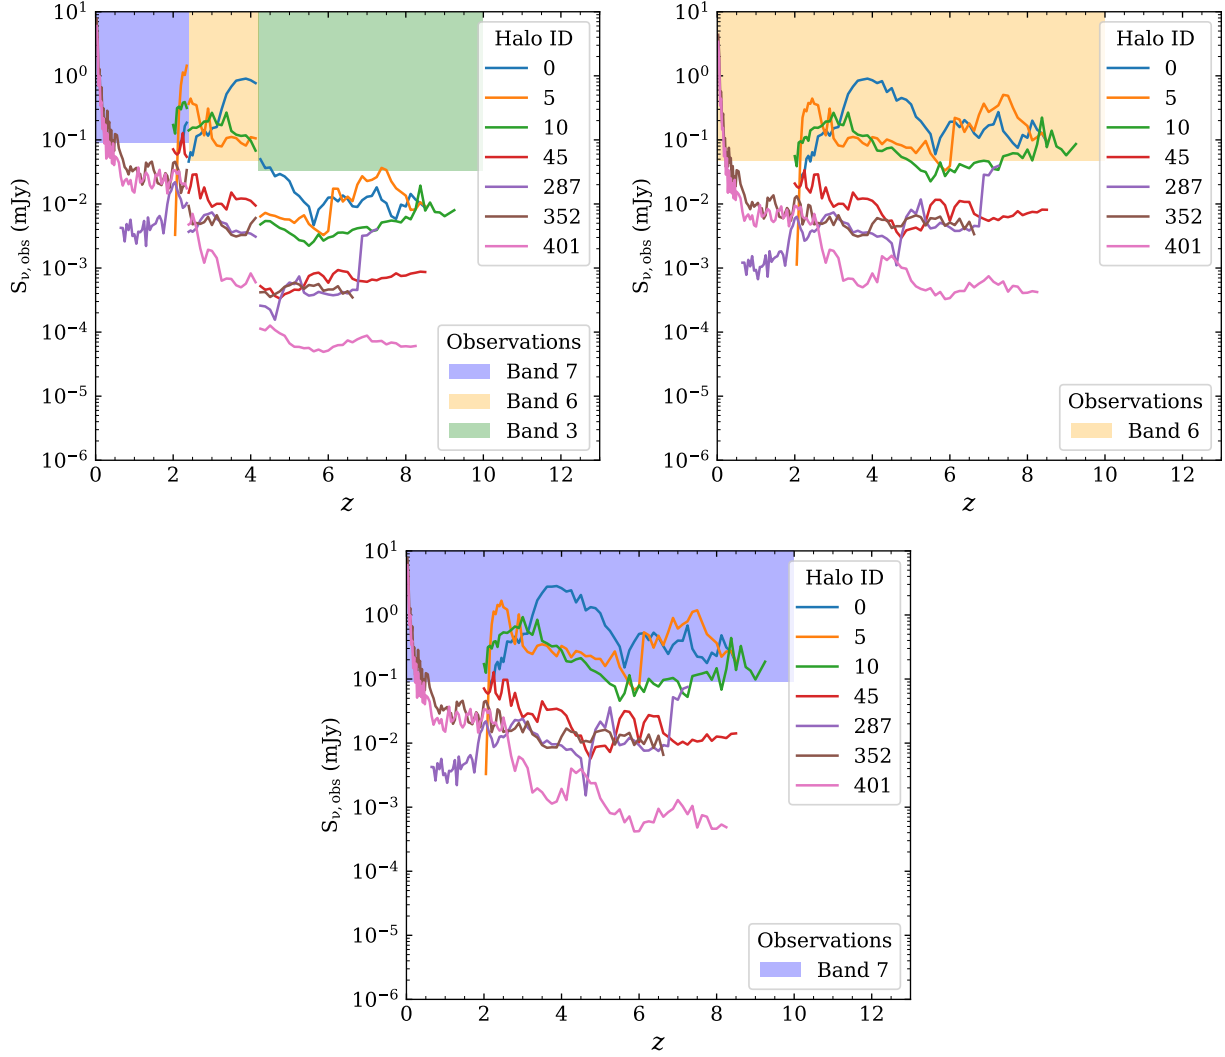 10^1
10^0
10^-1
10^-2
10^-3
10^-4
10^-5
10^-6
S_ν,obs (mJy)
0 2 4 6 8 10 12
z
Halo ID
0
5
10
45
287
352
401
Observations
Band 7
Band 6
Band 3
10^1
10^0
10^-1
10^-2
10^-3
10^-4
10^-5
10^-6
S_ν,obs (mJy)
0 2 4 6 8 10 12
z
Halo ID
0
5
10
45
287
352
401
Observations
Band 6
10^1
10^0
10^-1
10^-2
10^-3
10^-4
10^-5
10^-6
S_ν,obs (mJy)
0 2 4 6 8 10 12
z
Halo ID
0
5
10
45
287
352
401
Observations
Band 7